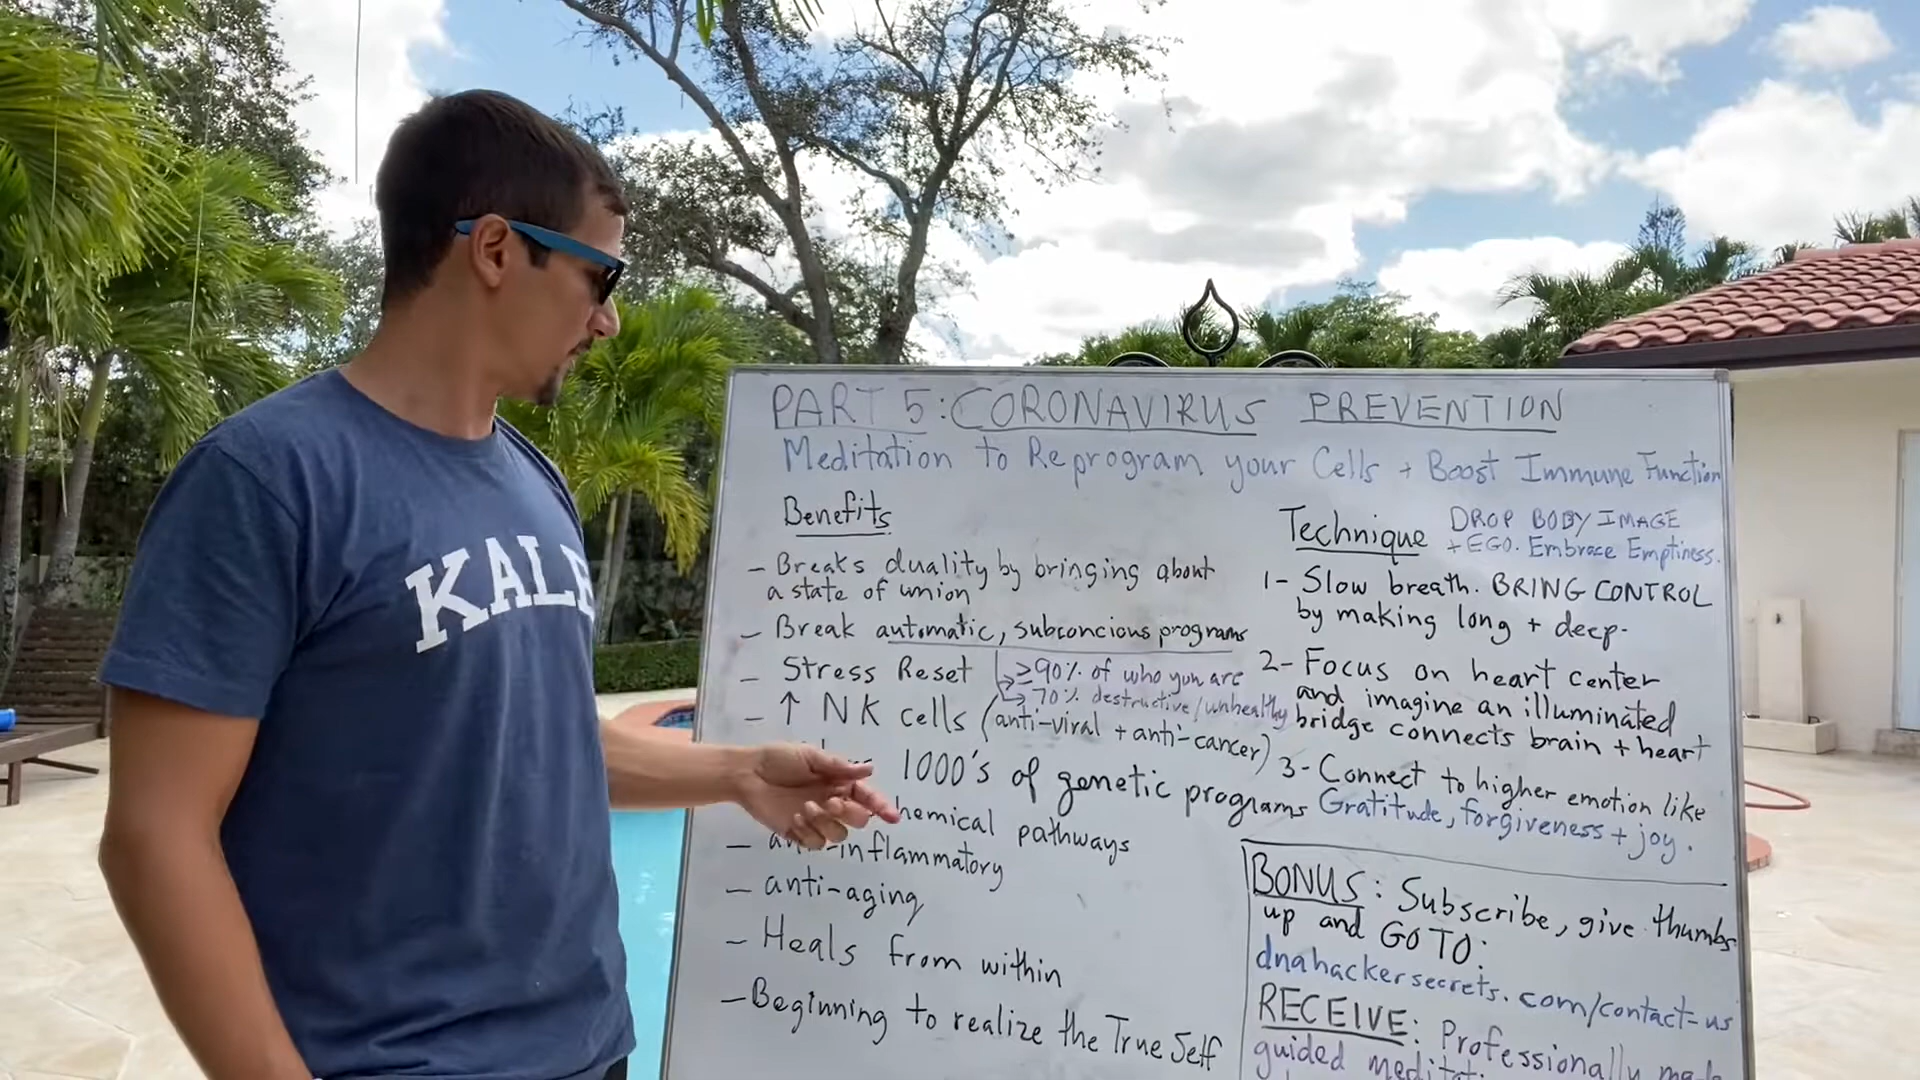 KALE
PART 5: CORONAVIRUS PREVENTION
Meditation to Reprogram your Cells + Boost Immune Function
Benefits
- Breaks duality by bringing about
a state of union
- Break automatic, subconcious programs
≥90% of who you are
70% destructive/unhealthy
- Stress Reset
- ↑ NK cells (anti-viral + anti-cancer)
1000's of genetic programs
pathways
- anti-inflammatory
- anti-aging
- Heals from within
- Beginning to realize the True Self
Technique
DROP BODY IMAGE
+ EGO. Embrace Emptiness.
1- Slow breath. BRING CONTROL
by making long + deep.
2- Focus on heart center
and imagine an illuminated
bridge connects brain + heart
3- Connect to higher emotion like
Gratitude, forgiveness + joy.
BONUS: Subscribe, give thumbs
up and GO TO:
dnahackersecrets.com/contact-us
RECEIVE: Professionally made
guided